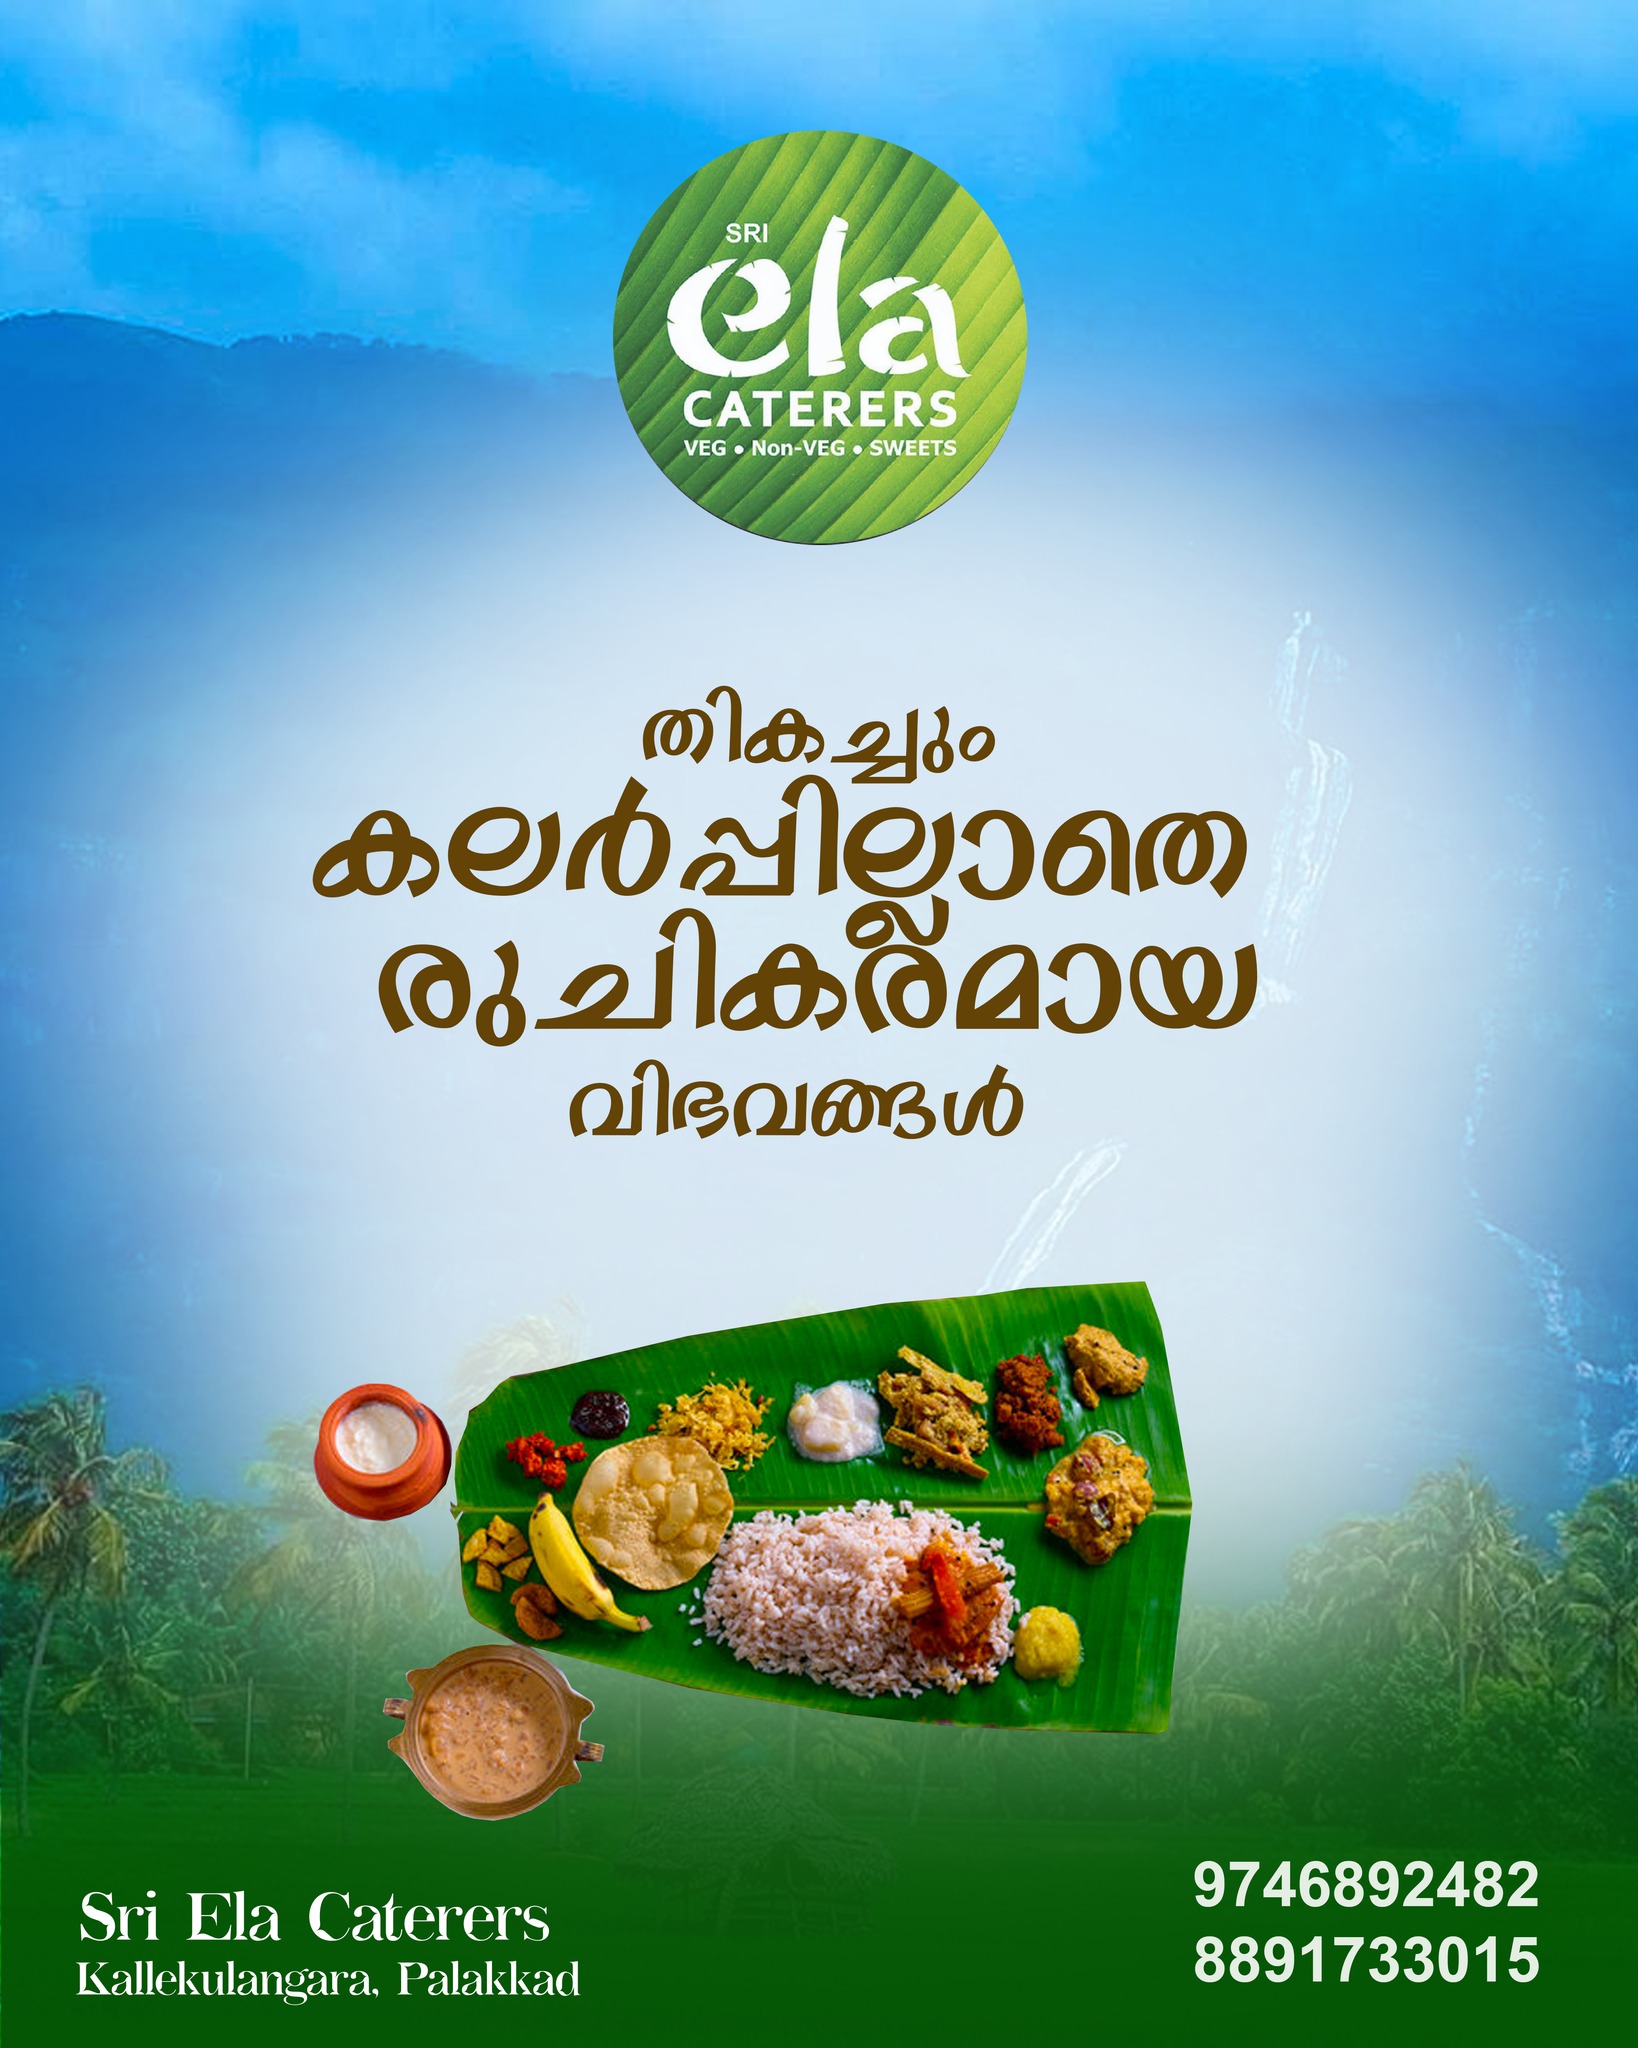 SRI
ela
CATERERS
VEG • Non-VEG • SWEETS
തികച്ചും
കലർപ്പില്ലാതെ
രുചികരമായ
വിഭവങ്ങൾ
Sri Ela Caterers
Kallekulangara, Palakkad
9746892482
8891733015